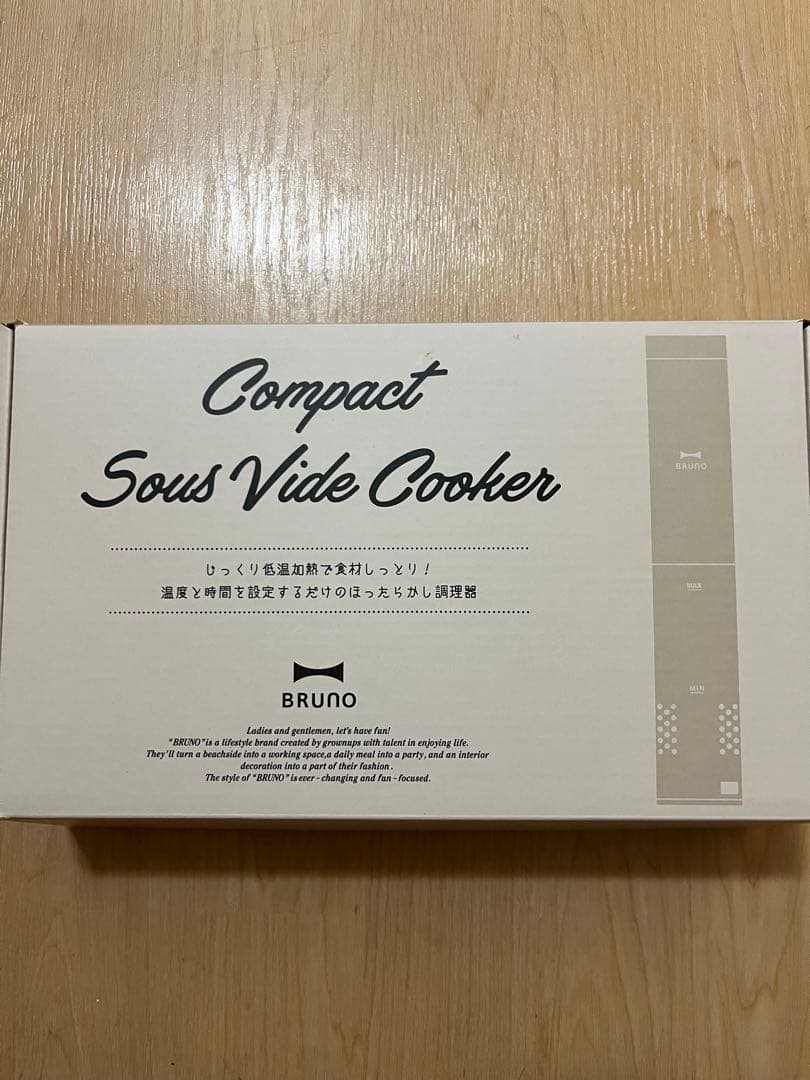 Compact
Sous Vide Cooker
じっくり低温加熱で食材しっとり!
温度と時間を設定するだけのほったらかし調理器
BRUNO
Ladies and gentlemen, let's have fun!
"BRUNO" is a lifestyle brand created by grownups with talent in enjoying life.
They'll turn a beachside into a working space,a daily meal into a party, and an interior
decoration into a part of their fashion.
The style of "BRUNO" is ever - changing and fun - focused.
BRUNO
MAX
MIN